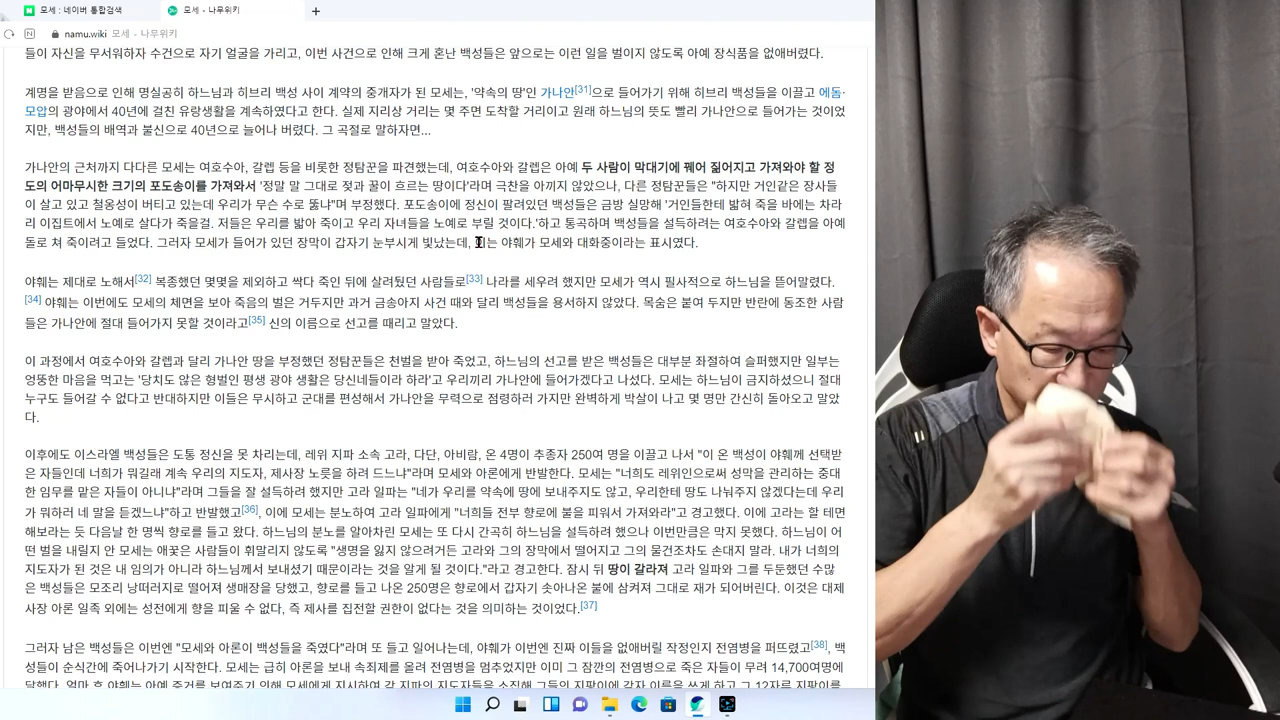 모세 : 네이버 통합검색
모세 - 나무위키
namu.wiki 모세 - 나무위키
들이 자신을 무서워하자 수건으로 자기 얼굴을 가리고, 이번 사건으로 인해 크게 혼난 백성들은 앞으로는 이런 일을 벌이지 않도록 아예 장식품을 없애버렸다.
계명을 받음으로 인해 명실공히 하느님과 히브리 백성 사이 계약의 중개자가 된 모세는, '약속의 땅'인 가나안[31]으로 들어가기 위해 히브리 백성들을 이끌고 에돔·
모압의 광야에서 40년에 걸친 유랑생활을 계속하였다고 한다. 실제 지리상 거리는 몇 주면 도착할 거리이고 원래 하느님의 뜻도 빨리 가나안으로 들어가는 것이었
지만, 백성들의 배역과 불신으로 40년으로 늘어나 버렸다. 그 곡절로 말하자면...
가나안의 근처까지 다다른 모세는 여호수아, 갈렙 등을 비롯한 정탐꾼을 파견했는데, 여호수아와 갈렙은 아예 두 사람이 막대기에 꿰어 짊어지고 가져와야 할 정
도의 어마무시한 크기의 포도송이를 가져와서 '정말 말 그대로 젖과 꿀이 흐르는 땅이다'라며 극찬을 아끼지 않았으나, 다른 정탐꾼들은 "하지만 거인같은 장사들
이 살고 있고 철옹성이 버티고 있는데 우리가 무슨 수로 뚫냐"며 부정했다. 포도송이에 정신이 팔려있던 백성들은 금방 실망해 '거인들한테 밟혀 죽을 바에는 차라
리 이집트에서 노예로 살다가 죽을걸. 저들은 우리를 밟아 죽이고 우리 자녀들을 노예로 부릴 것이다.'하고 통곡하며 백성들을 설득하려는 여호수아와 갈렙을 아예
돌로 쳐 죽이려고 들었다. 그러자 모세가 들어가 있던 장막이 갑자기 눈부시게 빛났는데, 는 야훼가 모세와 대화중이라는 표시였다.
야훼는 제대로 노해서[32] 복종했던 몇몇을 제외하고 싹다 죽인 뒤에 살려뒀던 사람들로[33] 나라를 세우려 했지만 모세가 역시 필사적으로 하느님을 뜯어말렸다.
[34] 야훼는 이번에도 모세의 체면을 보아 죽음의 벌은 거두지만 과거 금송아지 사건 때와 달리 백성들을 용서하지 않았다. 목숨은 붙여 두지만 반란에 동조한 사람
들은 가나안에 절대 들어가지 못할 것이라고[35] 신의 이름으로 선고를 때리고 말았다.
이 과정에서 여호수아와 갈렙과 달리 가나안 땅을 부정했던 정탐꾼들은 천벌을 받아 죽었고, 하느님의 선고를 받은 백성들은 대부분 좌절하여 슬퍼했지만 일부는
엉뚱한 마음을 먹고는 '당치도 않은 형벌인 평생 광야 생활은 당신네들이라 하라'고 우리끼리 가나안에 들어가겠다고 나섰다. 모세는 하느님이 금지하셨으니 절대
누구도 들어갈 수 없다고 반대하지만 이들은 무시하고 군대를 편성해서 가나안을 무력으로 점령하러 가지만 완벽하게 박살이 나고 몇 명만 간신히 돌아오고 말았
다.
이후에도 이스라엘 백성들은 도통 정신을 못 차리는데, 레위 지파 소속 고라, 다단, 아비람, 온 4명이 추종자 250여 명을 이끌고 나서 "이 온 백성이 야훼께 선택받
은 자들인데 너희가 뭐길래 계속 우리의 지도자, 제사장 노릇을 하려 드느냐"라며 모세와 아론에게 반발한다. 모세는 "너희도 레위인으로써 성막을 관리하는 중대
한 임무를 맡은 자들이 아니냐"라며 그들을 잘 설득하려 했지만 고라 일파는 "네가 우리를 약속에 땅에 보내주지도 않고, 우리한테 땅도 나눠주지 않겠다는데 우리
가 뭐하러 네 말을 듣겠느냐"하고 반발했고[36], 이에 모세는 분노하여 고라 일파에게 "너희들 전부 향로에 불을 피워서 가져와라"고 경고했다. 이에 고라는 할 테면
해보라는 듯 다음날 한 명씩 향로를 들고 왔다. 하느님의 분노를 알아차린 모세는 또 다시 간곡히 하느님을 설득하려 했으나 이번만큼은 막지 못했다. 하느님이 어
떤 벌을 내릴지 안 모세는 애꿎은 사람들이 휘말리지 않도록 "생명을 잃지 않으려거든 고라와 그의 장막에서 떨어지고 그의 물건조차도 손대지 말라. 내가 너희의
지도자가 된 것은 내 임의가 아니라 하느님께서 보내셨기 때문이라는 것을 알게 될 것이다."라고 경고한다. 잠시 뒤 땅이 갈라져 고라 일파와 그를 두둔했던 수많
은 백성들은 모조리 낭떠러지로 떨어져 생매장을 당했고, 향로를 들고 나온 250명은 향로에서 갑자기 솟아나온 불에 삼켜져 그대로 재가 되어버린다. 이것은 대제
사장 아론 일족 외에는 성전에게 향을 피울 수 없다, 즉 제사를 집전할 권한이 없다는 것을 의미하는 것이었다.[37]
그러자 남은 백성들은 이번엔 "모세와 아론이 백성들을 죽였다"라며 또 들고 일어나는데, 야훼가 이번엔 진짜 이들을 없애버릴 작정인지 전염병을 퍼뜨렸고[38], 백
성들이 순식간에 죽어나가기 시작한다. 모세는 급히 아론을 보내 속죄제를 올려 전염병을 멈추었지만 이미 그 잠깐의 전염병으로 죽은 자들이 무려 14,700여명에
달했다. 얼마 후 야훼는 아예 증거를 보여주기 위해 모세에게 지시하여 각 지파의 지도자들을 소집해 그들의 지팡이에 각자 이름을 쓰게 하고 그 12자루 지팡이를